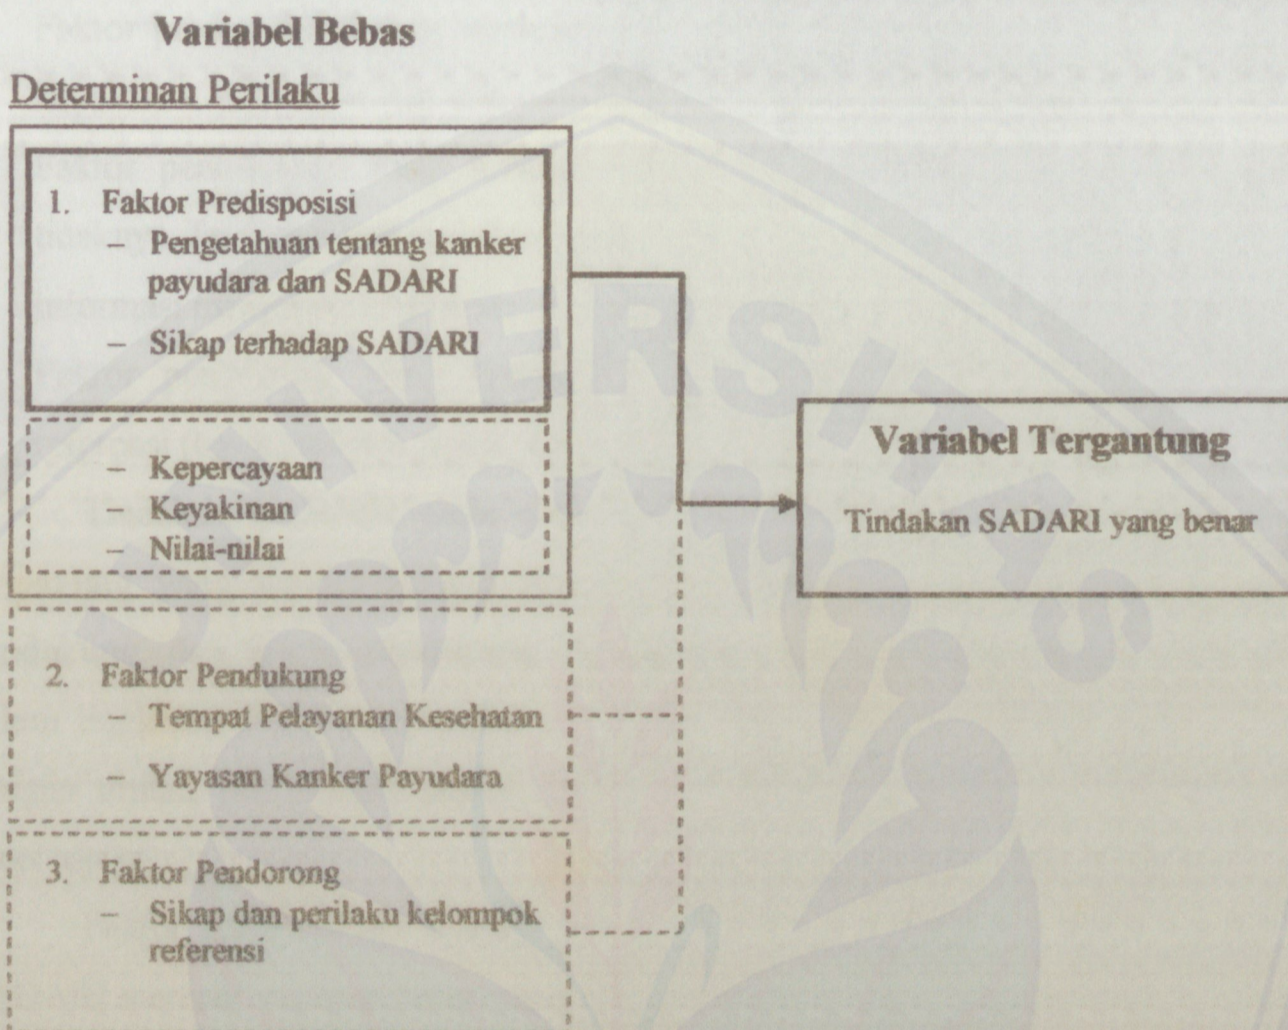 Variabel Bebas
Determinan Perilaku
1. Faktor Predisposisi
– Pengetahuan tentang kanker
payudara dan SADARI
– Sikap terhadap SADARI
– Kepercayaan
– Keyakinan
– Nilai-nilai
2. Faktor Pendukung
– Tempat Pelayanan Kesehatan
– Yayasan Kanker Payudara
3. Faktor Pendorong
– Sikap dan perilaku kelompok
referensi
Variabel Tergantung
Tindakan SADARI yang benar
UNIVERSITAS